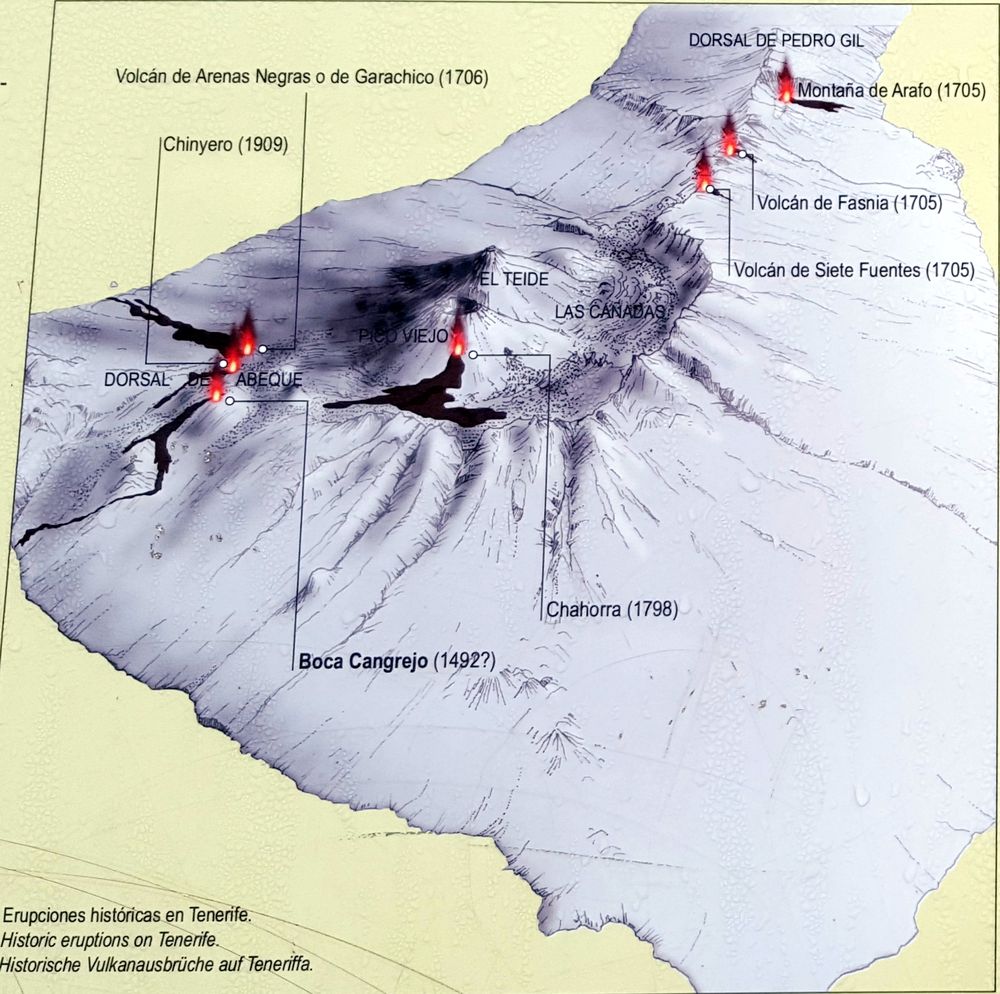 DORSAL DE PEDRO GIL
Volcán de Arenas Negras o de Garachico (1706)
Montaña de Arafo (1705)
Chinyero (1909)
Volcán de Fasnia (1705)
Volcán de Siete Fuentes (1705)
EL TEIDE
LAS CAÑADAS
PICO VIEJO
DORSAL DE ABEQUE
Chahorra (1798)
Boca Cangrejo (1492?)
Erupciones históricas en Tenerife.
Historic eruptions on Tenerife.
Historische Vulkanausbrüche auf Teneriffa.